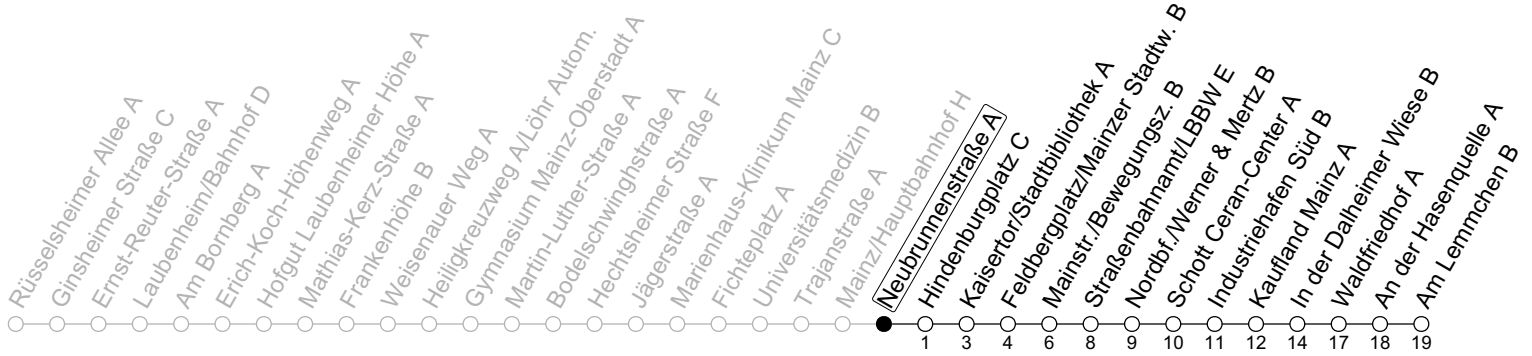 Rüsselsheimer Allee A
Ginsheimer Straße C
Ernst-Reuter-Straße A
Laubenheim/Bahnhof D
Am Bornberg A
Erich-Koch-Höhenweg A
Hofgut Laubenheimer Höhe A
Mathias-Kerz-Straße A
Frankenhöhe B
Weisenauer Weg A
Heiligkreuzweg A/Löhr Autom.
Gymnasium Mainz-Oberstadt A
Martin-Luther-Straße A
Bodelschwinghstraße A
Hechtsheimer Straße F
Jägerstraße A
Marienhaus-Klinikum Mainz C
Fichteplatz A
Universitätsmedizin B
Trajanstraße A
Mainz/Hauptbahnhof H
Neubrunnenstraße A
Hindenburgplatz C
Kaisertor/Stadtbibliothek A
Feldbergplatz/Mainzer Stadtw. B
Mainstr./Bewegungsz. B
Straßenbahnamt/LBBW E
Nordbf./Werner & Mertz B
Schott Ceran-Center A
Industriehafen Süd B
Kaufland Mainz A
In der Dalheimer Wiese B
Waldfriedhof A
An der Hasenquelle A
Am Lemmchen B
1 3 4 6 8 9 10 11 12 14 17 18 19